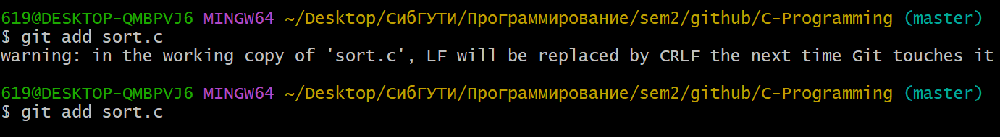 619@DESKTOP-QMBPVJ6 MINGW64 ~/Desktop/СибГУТИ/Программирование/sem2/github/C-Programming (master)
$ git add sort.c
warning: in the working copy of 'sort.c', LF will be replaced by CRLF the next time Git touches it
619@DESKTOP-QMBPVJ6 MINGW64 ~/Desktop/СибГУТИ/Программирование/sem2/github/C-Programming (master)
$ git add sort.c